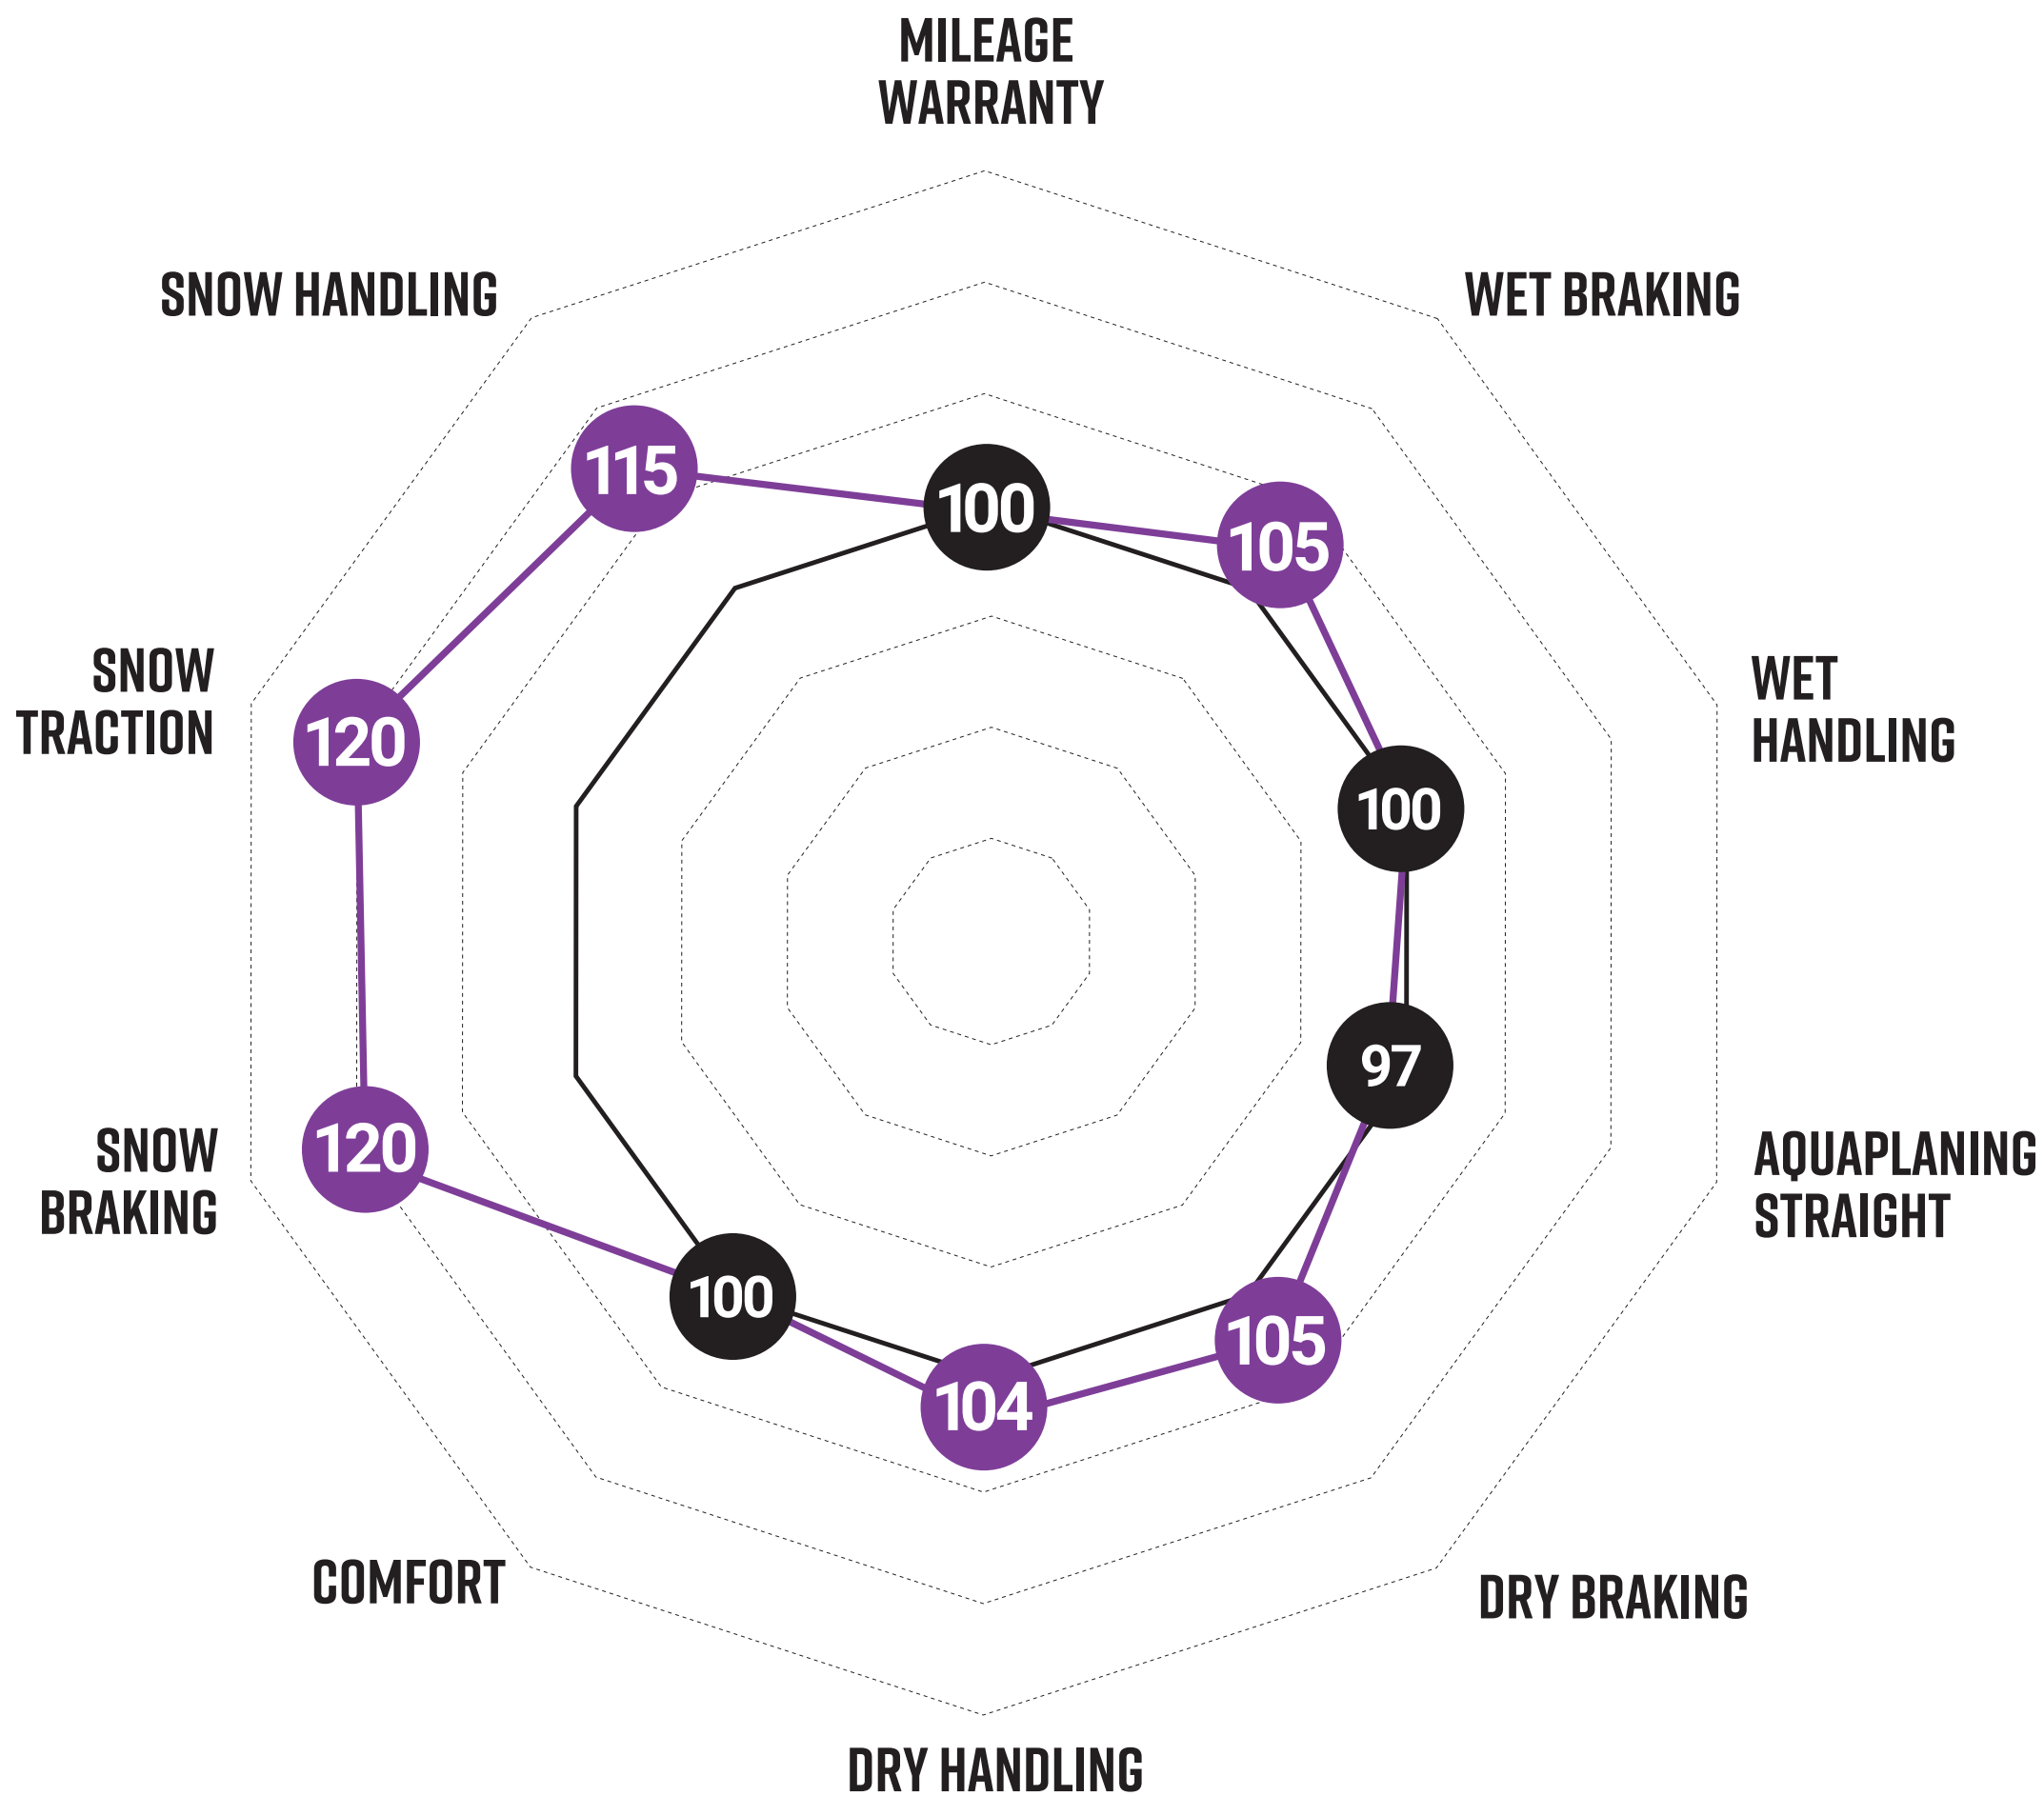 MILEAGE
WARRANTY
SNOW HANDLING
WET BRAKING
115
100
105
SNOW
TRACTION
WET
HANDLING
120
100
97
SNOW
BRAKING
120
AQUAPLANING
STRAIGHT
100
105
104
COMFORT
DRY BRAKING
DRY HANDLING